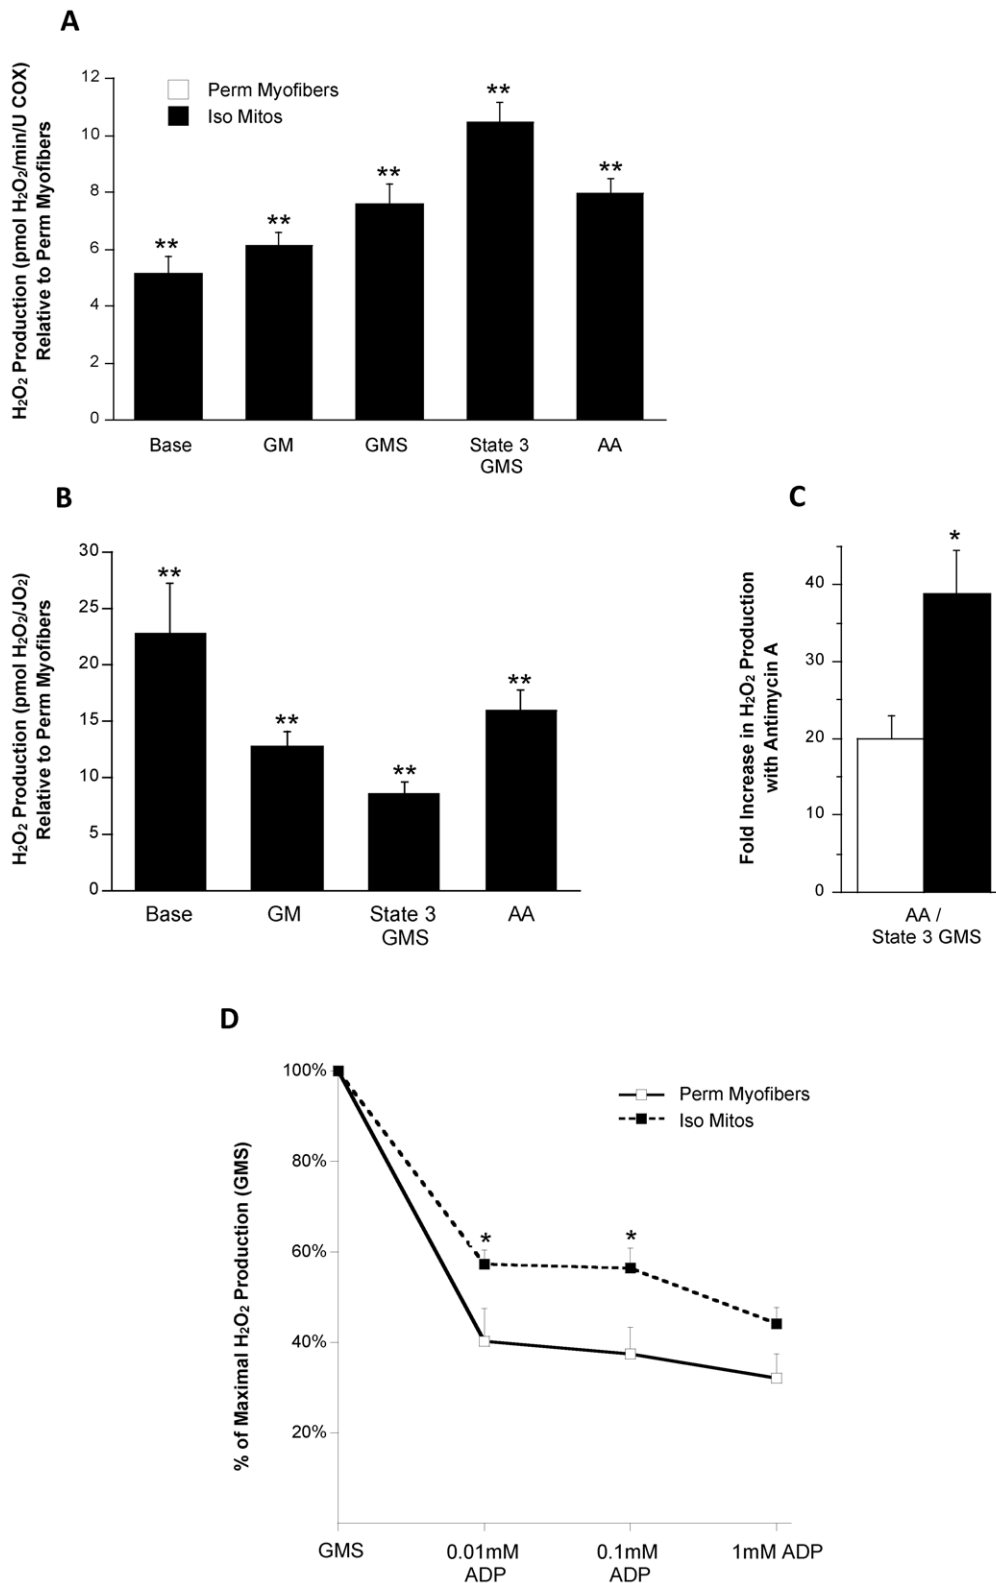 A
H₂O₂ Production (pmol H₂O₂/min/U COX)
Relative to Perm Myofibers
12
10
8
6
4
2
0
Perm Myofibers
Iso Mitos
**
**
**
**
**
Base
GM
GMS
State 3
GMS
AA
B
H₂O₂ Production (pmol H₂O₂/JO₂)
Relative to Perm Myofibers
30
25
20
15
10
5
0
**
**
**
**
Base
GM
State 3
GMS
AA
C
Fold Increase in H₂O₂ Production
with Antimycin A
40
30
20
10
0
*
AA /
State 3 GMS
D
% of Maximal H₂O₂ Production (GMS)
100%
80%
60%
40%
20%
Perm Myofibers
Iso Mitos
*
*
GMS
0.01mM
ADP
0.1mM
ADP
1mM ADP